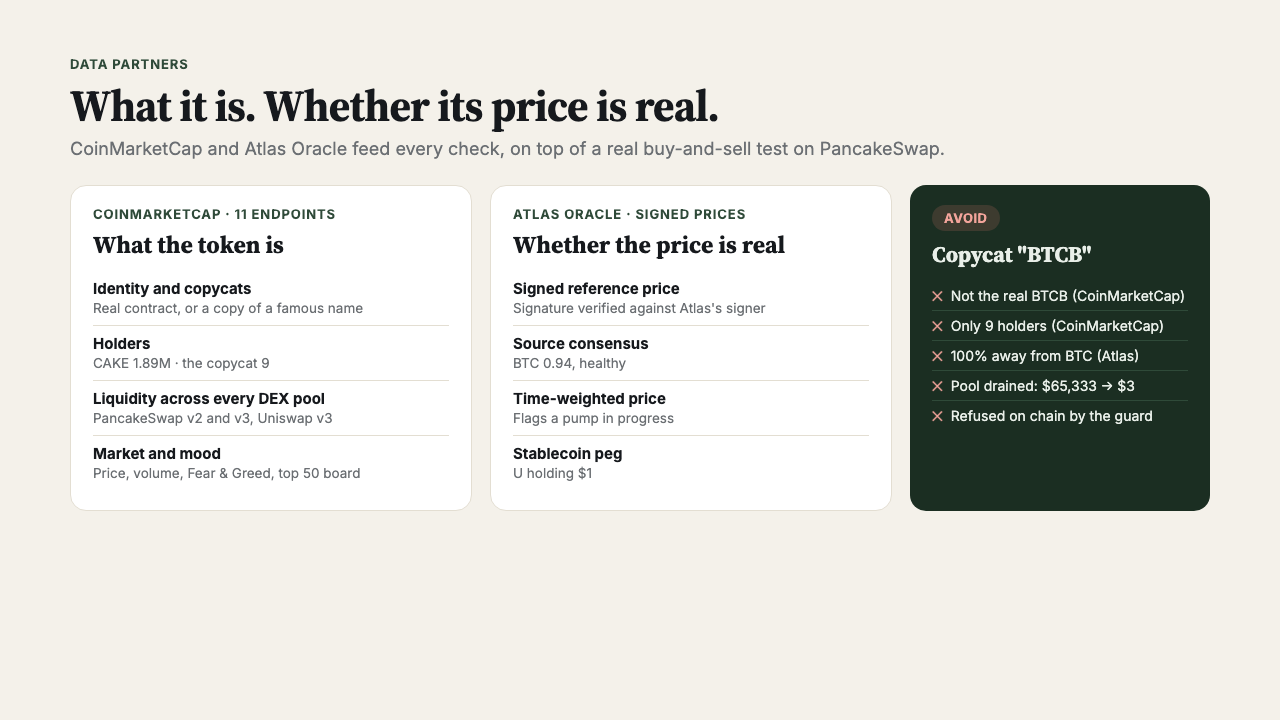 DATA PARTNERS
What it is. Whether its price is real.
CoinMarketCap and Atlas Oracle feed every check, on top of a real buy-and-sell test on PancakeSwap.
COINMARKETCAP · 11 ENDPOINTS
What the token is
Identity and copycats
Real contract, or a copy of a famous name
Holders
CAKE 1.89M · the copycat 9
Liquidity across every DEX pool
PancakeSwap v2 and v3, Uniswap v3
Market and mood
Price, volume, Fear & Greed, top 50 board
ATLAS ORACLE · SIGNED PRICES
Whether the price is real
Signed reference price
Signature verified against Atlas's signer
Source consensus
BTC 0.94, healthy
Time-weighted price
Flags a pump in progress
Stablecoin peg
U holding $1
AVOID
Copycat "BTCB"
✕ Not the real BTCB (CoinMarketCap)
✕ Only 9 holders (CoinMarketCap)
✕ 100% away from BTC (Atlas)
✕ Pool drained: $65,333 → $3
✕ Refused on chain by the guard